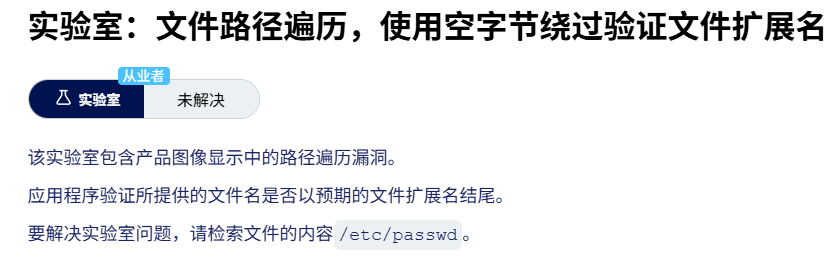 实验室：文件路径遍历，使用空字节绕过验证文件扩展名
从业者
实验室 未解决
该实验室包含产品图像显示中的路径遍历漏洞。
应用程序验证所提供的文件名是否以预期的文件扩展名结尾。
要解决实验室问题，请检索文件的内容 /etc/passwd 。